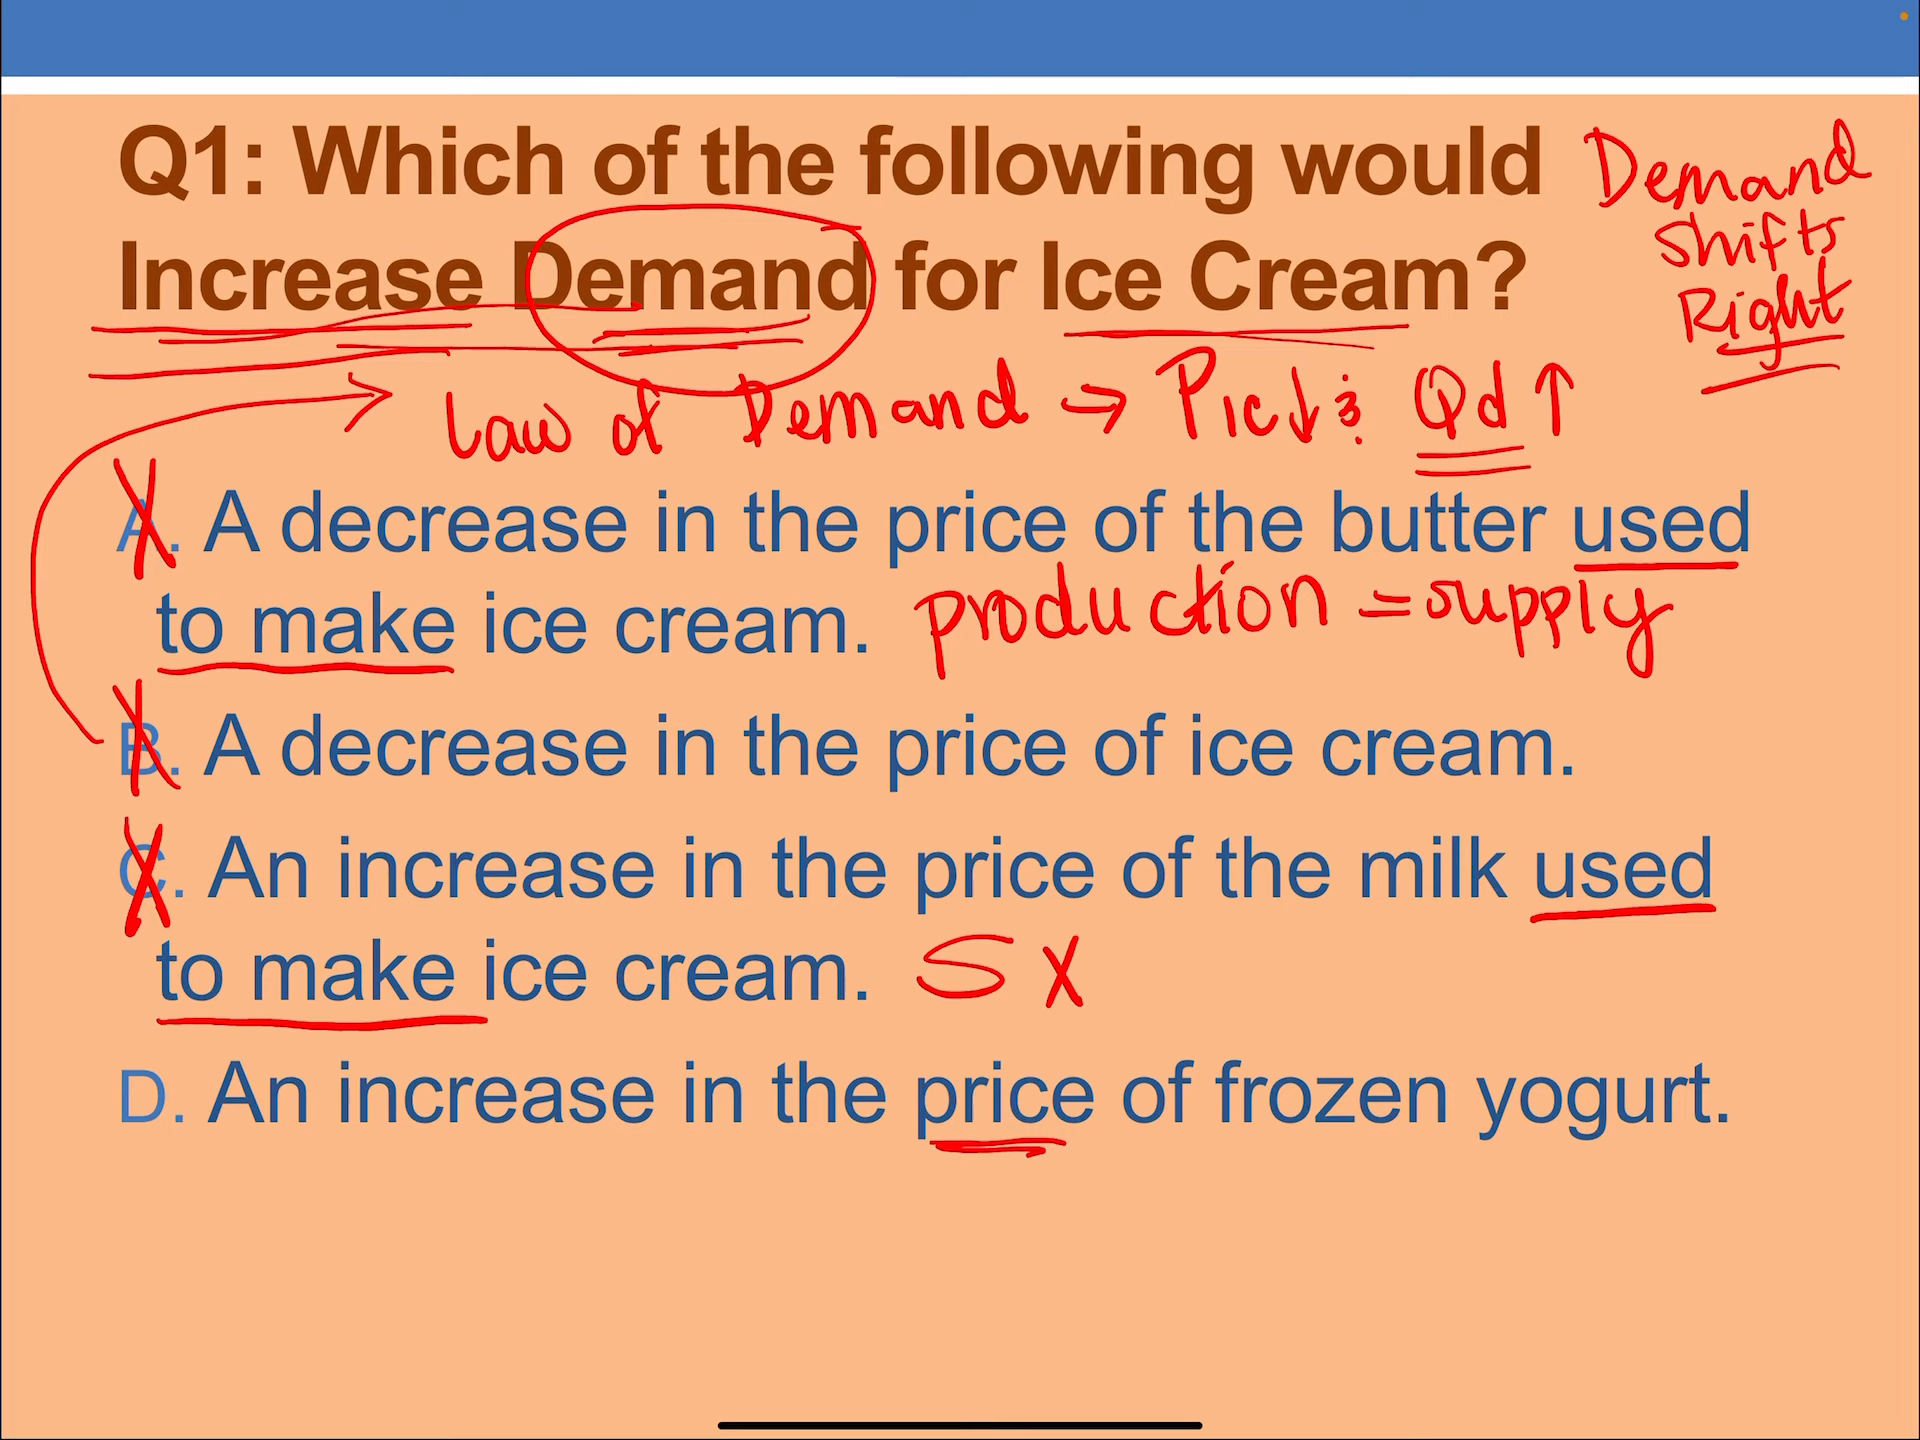 Q1: Which of the following would
Increase Demand for Ice Cream?
Demand
Shifts
Right
Law of Demand → Pic↓ & Qd ↑
A. A decrease in the price of the butter used
to make ice cream. production = supply
B. A decrease in the price of ice cream.
C. An increase in the price of the milk used
to make ice cream. S X
D. An increase in the price of frozen yogurt.